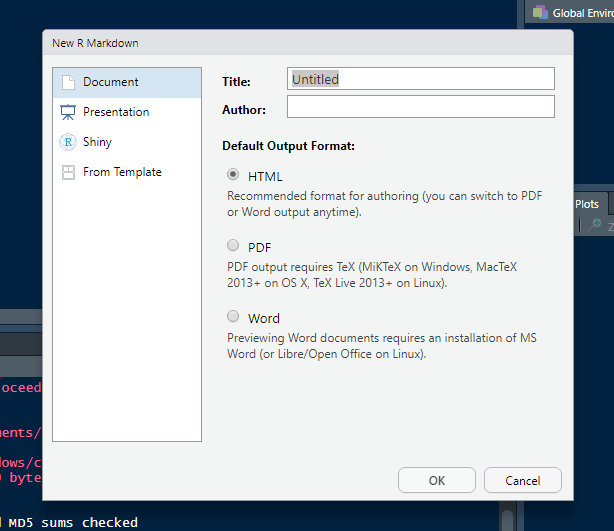 Global Enviro
New R Markdown
Document
Presentation
R
Shiny
From Template
Title:
Untitled
Author:
Default Output Format:
HTML
Recommended format for authoring (you can switch to PDF
or Word output anytime).
PDF
PDF output requires TeX (MiKTeX on Windows, MacTeX
2013+ on OS X, TeX Live 2013+ on Linux).
Word
Previewing Word documents requires an installation of MS
Word (or Libre/Open Office on Linux).
OK
Cancel
Plots
Z
oceed
ments/
dows/c
byte
MD5 sums checked